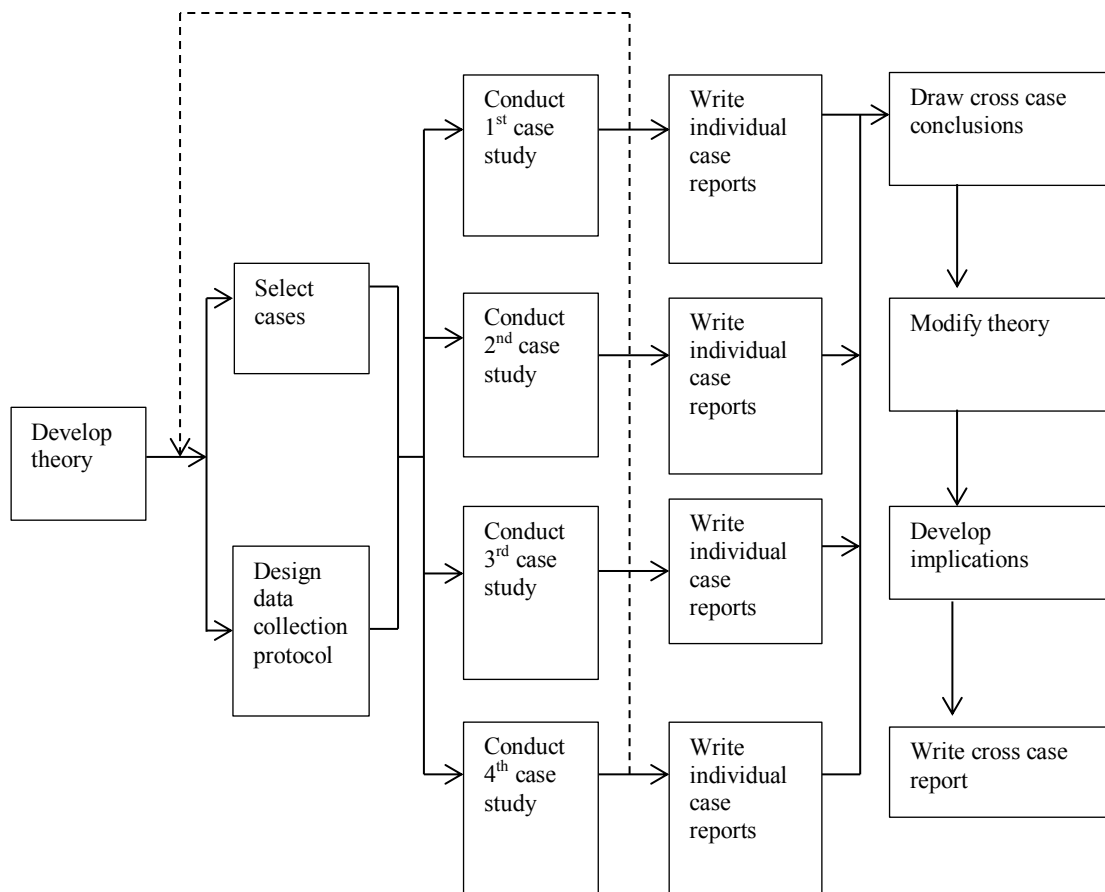 Develop
theory
Select
cases
Design
data
collection
protocol
Conduct
1st case
study
Conduct
2nd case
study
Conduct
3rd case
study
Conduct
4th case
study
Write
individual
case
reports
Write
individual
case
reports
Write
individual
case
reports
Write
individual
case
reports
Draw cross case
conclusions
Modify theory
Develop
implications
Write cross case
report